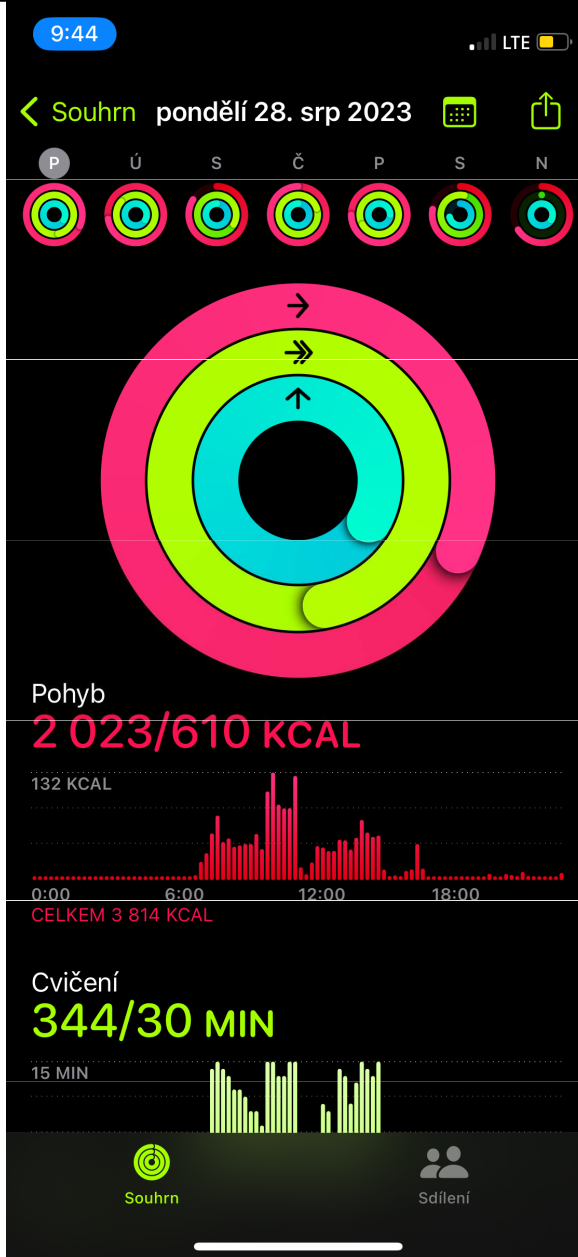 9:44
LTE
Souhrn pondělí 28. srp 2023
P Ú S Č P S N
Pohyb
2 023/610 KCAL
132 KCAL
0:00 6:00 12:00 18:00
CELKEM 3 814 KCAL
Cvičení
344/30 MIN
15 MIN
Souhrn Sdílení